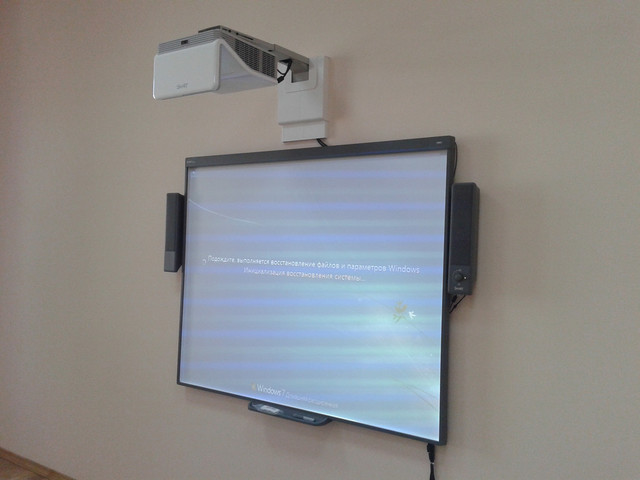 Подождите, выполняется восстановление файлов и параметров Windows
Инициализация восстановления системы...
Windows 7